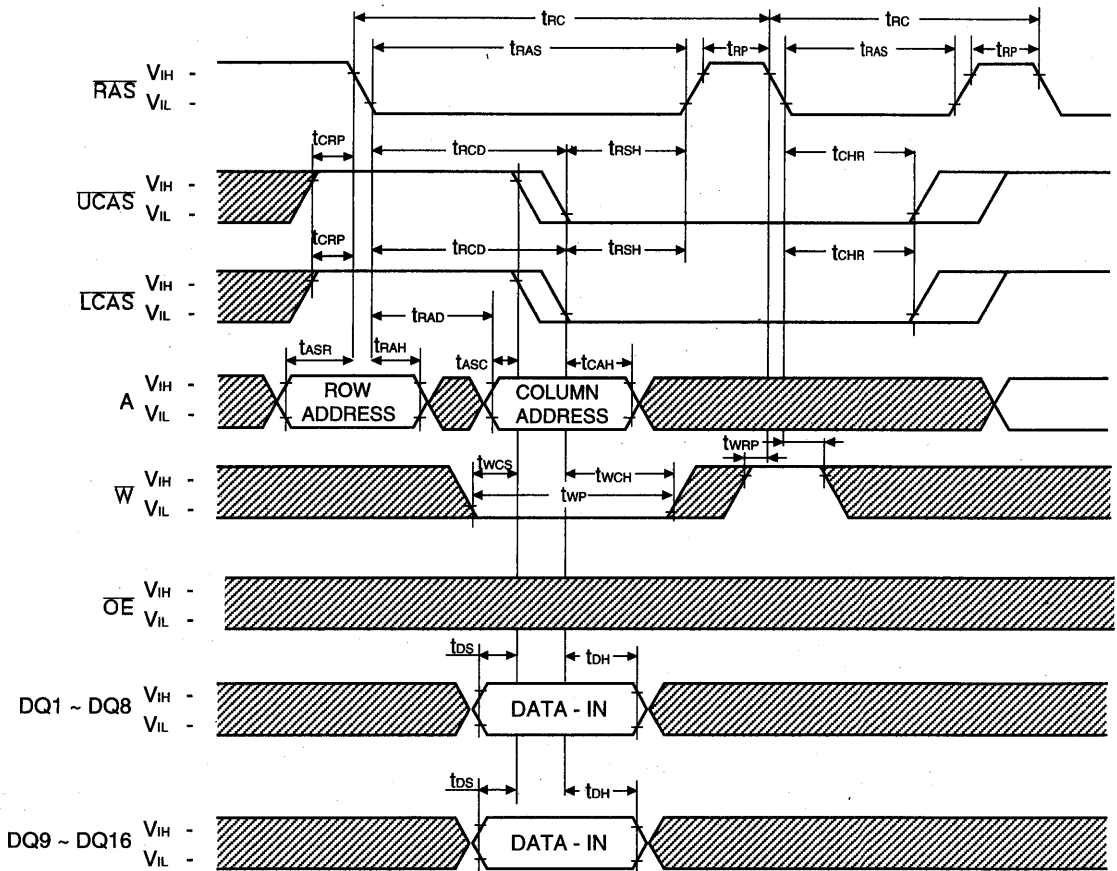 tRC tRC
tRAS tRP tRAS tRP
RAS VIH -
VIL -
tCRP tRCD tRSH tCHR
UCAS VIH -
VIL -
tCRP tRCD tRSH tCHR
LCAS VIH -
VIL -
tRAD
tASR tRAH tASC tCAH
A VIH -
VIL -
ROW ADDRESS
COLUMN ADDRESS
tWRP
tWCS tWCH
tWP
W VIH -
VIL -
OE VIH -
VIL -
tDS tDH
DQ1 ~ DQ8 VIH -
VIL -
DATA - IN
tDS tDH
DQ9 ~ DQ16 VIH -
VIL -
DATA - IN